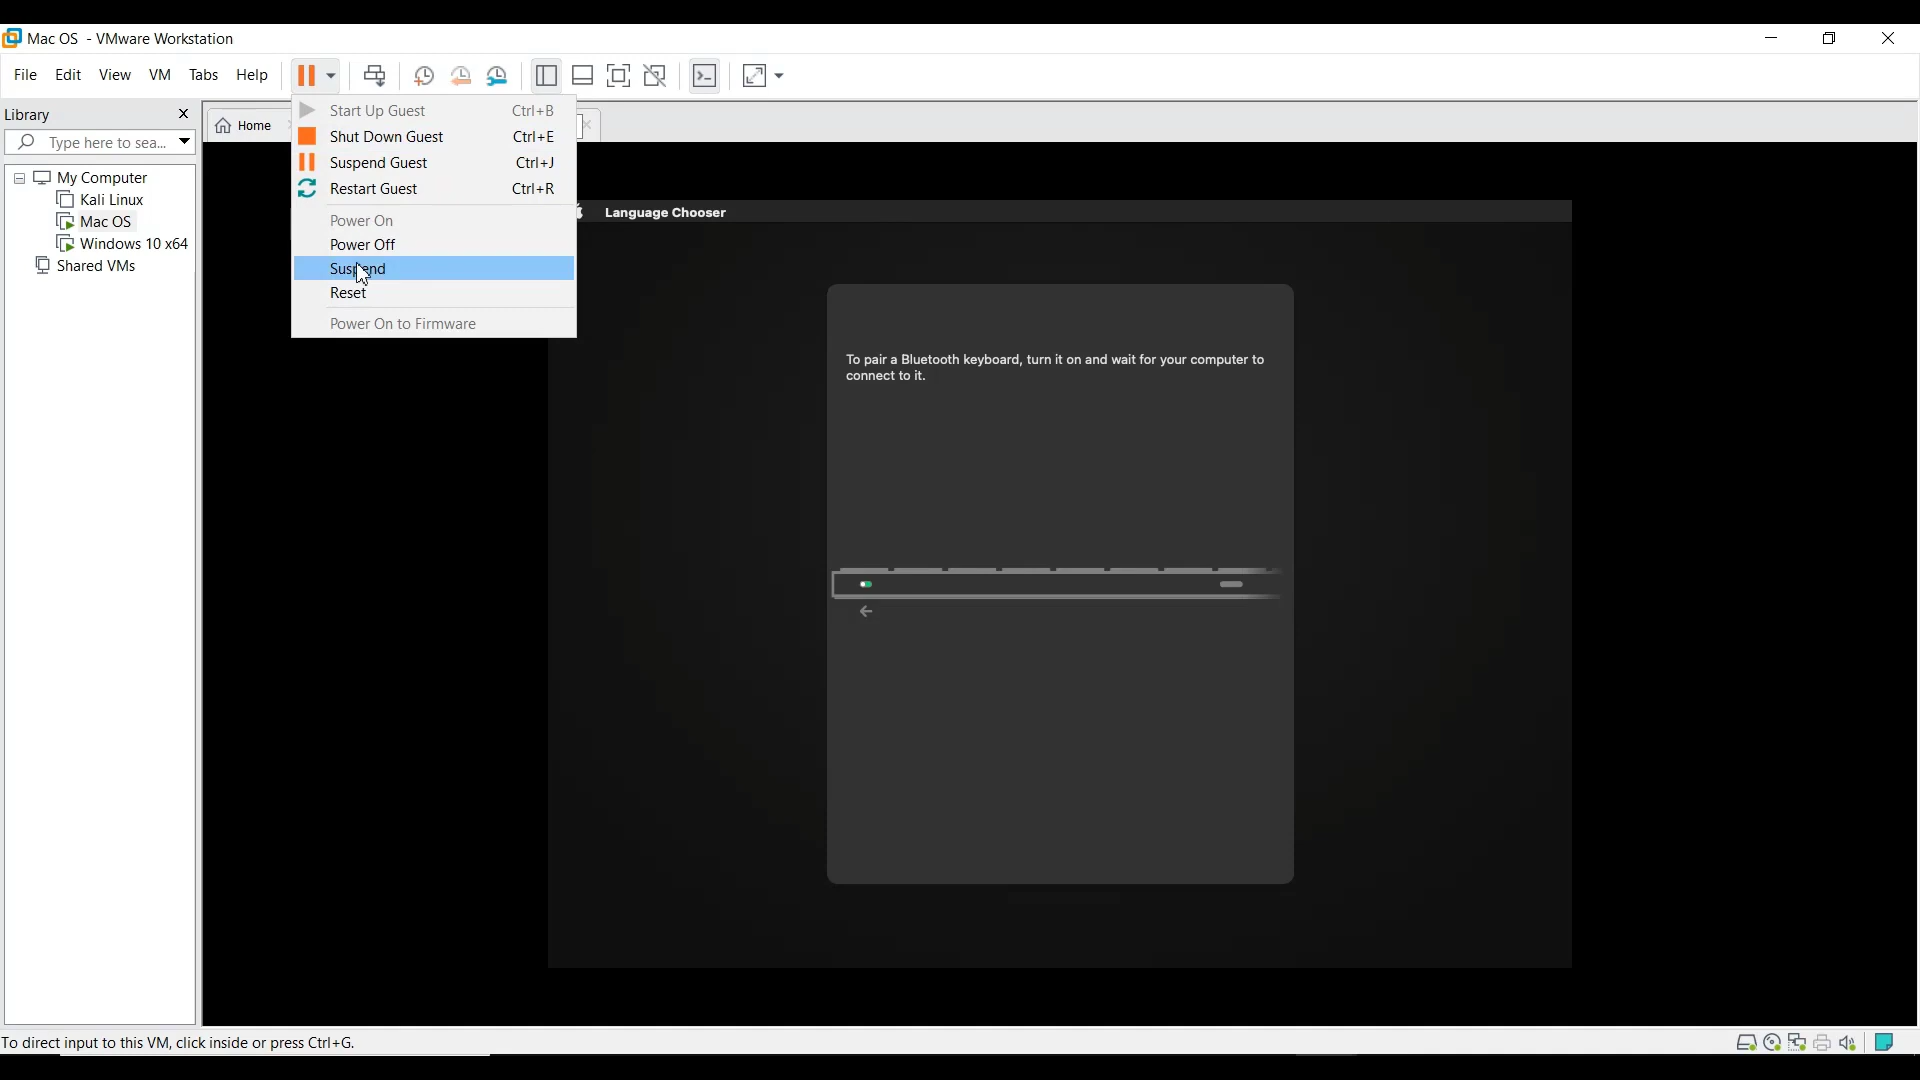 Mac OS - VMware Workstation
File Edit View VM Tabs Help
Library
Type here to sea...
My Computer
Kali Linux
Mac OS
Windows 10 x64
Shared VMs
Home
Start Up Guest Ctrl+B
Shut Down Guest Ctrl+E
Suspend Guest Ctrl+J
Restart Guest Ctrl+R
Power On
Power Off
Suspend
Reset
Power On to Firmware
Language Chooser
To pair a Bluetooth keyboard, turn it on and wait for your computer to
connect to it.
To direct input to this VM, click inside or press Ctrl+G.